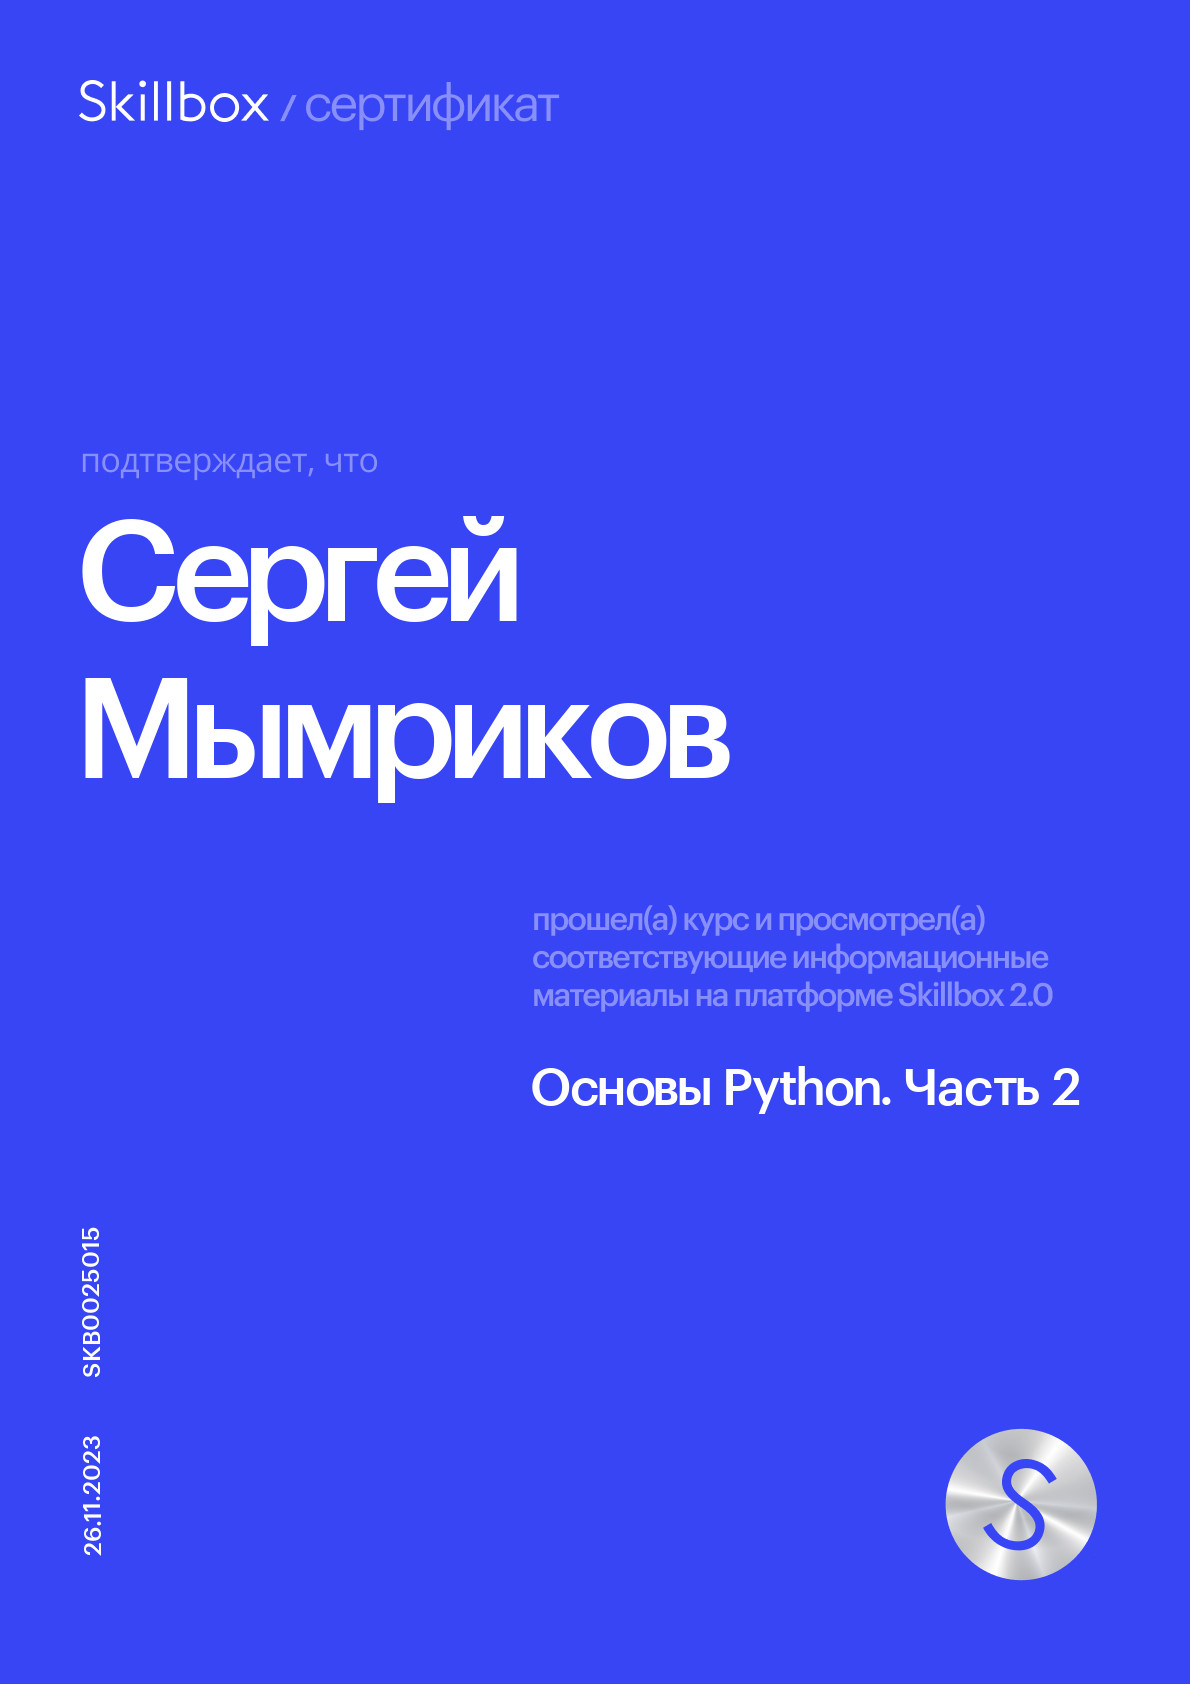 Skillbox / сертификат
подтверждает, что
Сергей
Мымриков
прошел(а) курс и просмотрел(а)
соответствующие информационные
материалы на платформе Skillbox 2.0
Основы Python. Часть 2
SKB0025015
26.11.2023
S